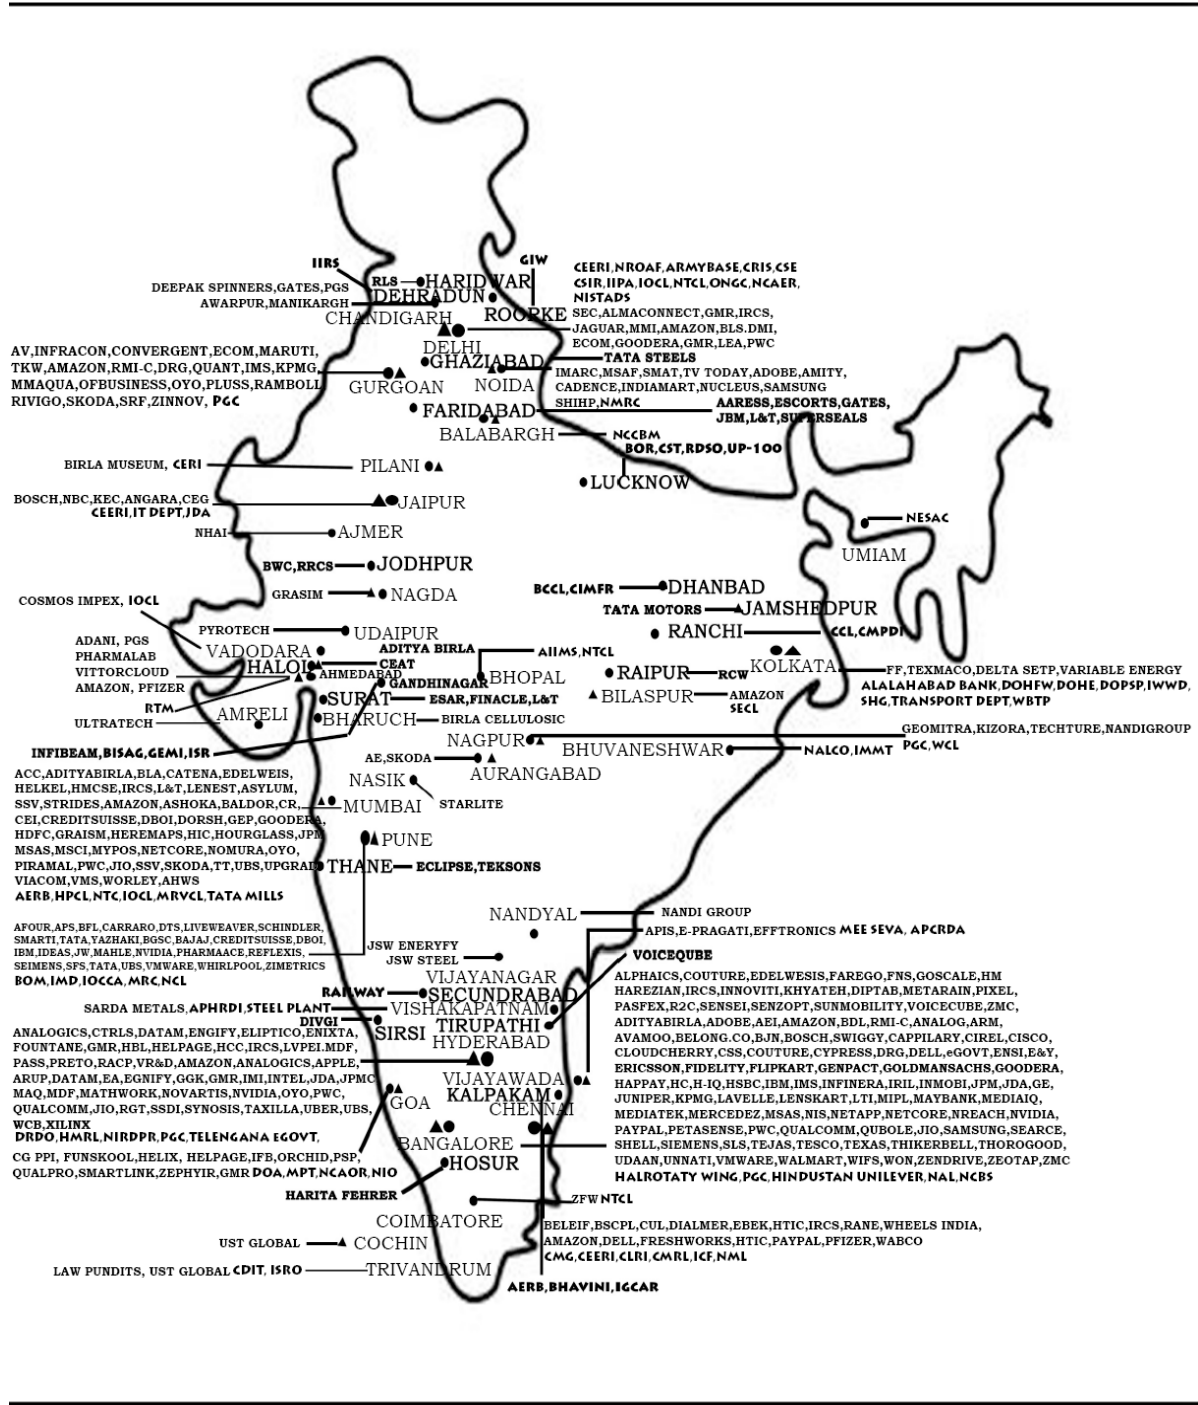 GIW
IIRS
RLS
HARIDWAR
CEERI,NROAF,ARMYBASE,CRIS,CSE
CSIR,IIPA,IOCL,NTCL,ONGC,NCAER,
NISTADS
DEEPAK SPINNERS,GATES,PGS
DEHRADUN
AWARPUR,MANIKARGH
CHANDIGARH
ROORKE
SEC,ALMACONNECT,GMR,IRCS,
JAGUAR,MMI,AMAZON,BLS.DMI,
ECOM,GOODERA,GMR,LEA,PWC
DELHI
GHAZIABAD
TATA STEELS
AV,INFRACON,CONVERGENT,ECOM,MARUTI,
TKW,AMAZON,RMI-C,DRG,QUANT,IMS,KPMG,
MMAQUA,OFBUSINESS,OYO,PLUSS,RAMBOLL
RIVIGO,SKODA,SRF,ZINNOV, PGC
GURGOAN
NOIDA
IMARC,MSAF,SMAT,TV TODAY,ADOBE,AMITY,
CADENCE,INDIAMART,NUCLEUS,SAMSUNG
SHIHP,NMRC
FARIDABAD
AARESS,ESCORTS,GATES,
JBM,L&T,SUPERSEALS
BALABARGH
NCCBM
BOR,CST,RDSO,UP-100
BIRLA MUSEUM, CERI
PILANI
LUCKNOW
BOSCH,NBC,KEC,ANGARA,CEG
CEERI,IT DEPT,JDA
JAIPUR
NHAI
AJMER
NESAC
UMIAM
BWC,RRCS
JODHPUR
BCCL,CIMFR
DHANBAD
GRASIM
NAGDA
TATA MOTORS
JAMSHEDPUR
COSMOS IMPEX, IOCL
PYROTECH
UDAIPUR
RANCHI
CCL,CMPDI
ADANI, PGS
PHARMALAB
VITTORCLOUD
AMAZON, PFIZER
VADODARA
ADITYA BIRLA
AIIMS,NTCL
HALOL
CEAT
AHMEDABAD
GANDHINAGAR
BHOPAL
RAIPUR
RCW
KOLKATA
FF,TEXMACO,DELTA SETP,VARIABLE ENERGY
ALALAHABAD BANK,DOHFW,DOHE,DOPSP,IWWD,
SHG,TRANSPORT DEPT,WBTP
RTM
SURAT
ESAR,FINACLE,L&T
BILASPUR
AMAZON
SECL
ULTRATECH
AMRELI
BHARUCH
BIRLA CELLULOSIC
GEOMITRA,KIZORA,TECHTURE,NANDIGROUP
PGC,WCL
NAGPUR
INFIBEAM,BISAG,GEMI,ISR
BHUVANESHWAR
NALCO,IMMT
AE,SKODA
AURANGABAD
NASIK
STARLITE
ACC,ADITYABIRLA,BLA,CATENA,EDELWEIS,
HELKEL,HMCSE,IRCS,L&T,LENEST,ASYLUM,
SSV,STRIDES,AMAZON,ASHOKA,BALDOR,CR,
CEI,CREDITSUISSE,DBOI,DORSH,GEP,GOODERA,
HDFC,GRAISM,HEREMAPS,HIC,HOURGLASS,JPM
MSAS,MSCI,MYPOS,NETCORE,NOMURA,OYO,
PIRAMAL,PWC,JIO,SSV,SKODA,TT,UBS,UPGRAD
VIACOM,VMS,WORLEY,AHWS
AERB,HPCL,NTC,IOCL,MRVCL,TATA MILLS
MUMBAI
PUNE
THANE
ECLIPSE,TEKSONS
NANDYAL
NANDI GROUP
AFOUR,APS,BFL,CARRARO,DTS,LIVEWEAVER,SCHINDLER,
SMARTI,TATA,YAZHAKI,BGSC,BAJAJ,CREDITSUISSE,DBOI,
IBM,IDEAS,JW,MAHLE,NVIDIA,PHARMAACE,REFLEXIS,
SEIMENS,SFS,TATA,UBS,VMWARE,WHIRLPOOL,ZIMETRICS
BOM,IMD,IOCCA,MRC,NCL
APIS,E-PRAGATI,EFFTRONICS MEE SEVA, APCRDA
JSW ENERYFY
JSW STEEL
VOICEQUBE
VIJAYANAGAR
RAILWAY
SECUNDRABAD
SARDA METALS,APHRDI,STEEL PLANT
VISHAKAPATNAM
DIVGI
SIRSI
TIRUPATHI
HYDERABAD
ALPHAICS,COUTURE,EDELWESIS,FAREGO,FNS,GOSCALE,HM
HAREZIAN,IRCS,INNOVITI,KHYATEH,DIPTAB,METARAIN,PIXEL,
PASFEX,R2C,SENSEI,SENZOPT,SUNMOBILITY,VOICECUBE,ZMC,
ADITYABIRLA,ADOBE,AEI,AMAZON,BDL,RMI-C,ANALOG,ARM,
AVAMOO,BELONG.CO,BJN,BOSCH,SWIGGY,CAPPILARY,CIREL,CISCO,
CLOUDCHERRY,CSS,COUTURE,CYPRESS,DRG,DELL,eGOVT,ENSI,E&Y,
ERICSSON,FIDELITY,FLIPKART,GENPACT,GOLDMANSACHS,GOODERA,
HAPPAY,HC,H-IQ,HSBC,IBM,IMS,INFINERA,IRIL,INMOBI,JPM,JDA,GE,
JUNIPER,KPMG,LAVELLE,LENSKART,LTI,MIPL,MAYBANK,MEDIAIQ,
MEDIATEK,MERCEDEZ,MSAS,NIS,NETAPP,NETCORE,NREACH,NVIDIA,
PAYPAL,PETASENSE,PWC,QUALCOMM,QUBOLE,JIO,SAMSUNG,SEARCE,
SHELL,SIEMENS,SLS,TEJAS,TESCO,TEXAS,THIKERBELL,THOROGOOD,
UDAAN,UNNATI,VMWARE,WALMART,WIFS,WON,ZENDRIVE,ZEOTAP,ZMC
HALROTATY WING,PGC,HINDUSTAN UNILEVER,NAL,NCBS
ANALOGICS,CTRLS,DATAM,ENGIFY,ELIPTICO,ENIXTA,
FOUNTANE,GMR,HBL,HELPAGE,HCC,IRCS,LVPEI.MDF,
PASS,PRETO,RACP,VR&D,AMAZON,ANALOGICS,APPLE,
ARUP,DATAM,EA,EGNIFY,GGK,GMR,IMI,INTEL,JDA,JPMC
MAQ,MDF,MATHWORK,NOVARTIS,NVIDIA,OYO,PWC,
QUALCOMM,JIO,RGT,SSDI,SYNOSIS,TAXILLA,UBER,UBS,
WCB,XILINX
DRDO,HMRL,NIRDPR,PGC,TELENGANA EGOVT,
VIJAYAWADA
KALPAKAM
GOA
CHENNAI
CG PPI, FUNSKOOL,HELIX, HELPAGE,IFB,ORCHID,PSP,
QUALPRO,SMARTLINK,ZEPHYIR,GMR DOA,MPT,NCAOR,NIO
BANGALORE
HOSUR
HARITA FEHRER
ZFW NTCL
COIMBATORE
BELEIF,BSCPL,CUL,DIALMER,EBEK,HTIC,IRCS,RANE,WHEELS INDIA,
AMAZON,DELL,FRESHWORKS,HTIC,PAYPAL,PFIZER,WABCO
CMG,CEERI,CLRI,CMRL,ICF,NML
UST GLOBAL
COCHIN
LAW PUNDITS, UST GLOBAL CDIT, ISRO
TRIVANDRUM
AERB,BHAVINI,IGCAR